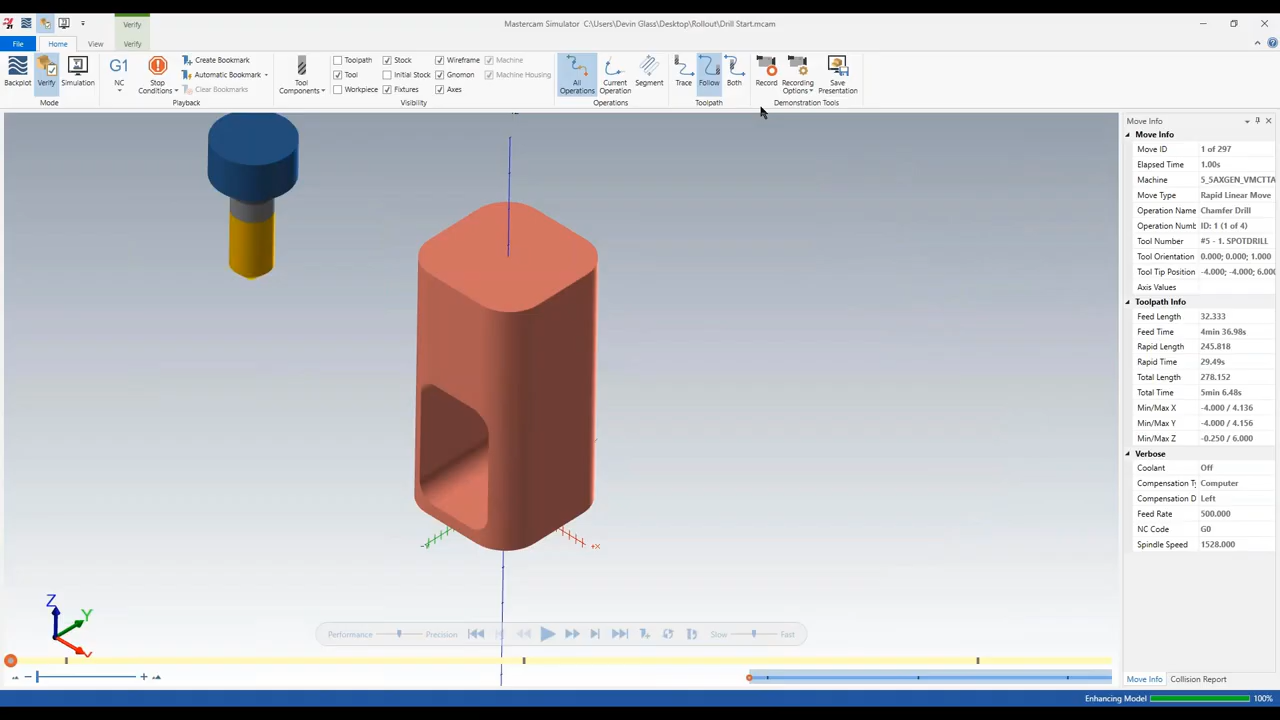 Verify
Mastercam Simulator C:\Users\Devin Glass\Desktop\Rollout\Drill Start.mcam
File Home View Verify
Backplot Verify Simulation
Mode
NC
Stop Conditions
Create Bookmark
Automatic Bookmark
Clear Bookmarks
Playback
Tool Components
Toolpath Stock Wireframe Machine
Tool Initial Stock Gnomon Machine Housing
Workpiece Fixtures Axes
Visibility
All Operations
Current Operation
Segment
Operations
Trace Follow Both
Toolpath
Record
Recording Options
Save Presentation
Demonstration Tools
-Y
+X
Z
Y
Performance Precision
Slow Fast
Move Info
Move Info
Move ID 1 of 297
Elapsed Time 1.00s
Machine 5_5AXGEN_VMCTTA
Move Type Rapid Linear Move
Operation Name Chamfer Drill
Operation Numb ID: 1 (1 of 4)
Tool Number #5 - 1. SPOTDRILL
Tool Orientation 0.000; 0.000; 1.000
Tool Tip Position -4.000; -4.000; 6.000
Axis Values
Toolpath Info
Feed Length 32.333
Feed Time 4min 36.98s
Rapid Length 245.818
Rapid Time 29.49s
Total Length 278.152
Total Time 5min 6.48s
Min/Max X -4.000 / 4.136
Min/Max Y -4.000 / 4.156
Min/Max Z -0.250 / 6.000
Verbose
Coolant Off
Compensation Ty Computer
Compensation D Left
Feed Rate 500.000
NC Code G0
Spindle Speed 1528.000
Move Info Collision Report
Enhancing Model 100%